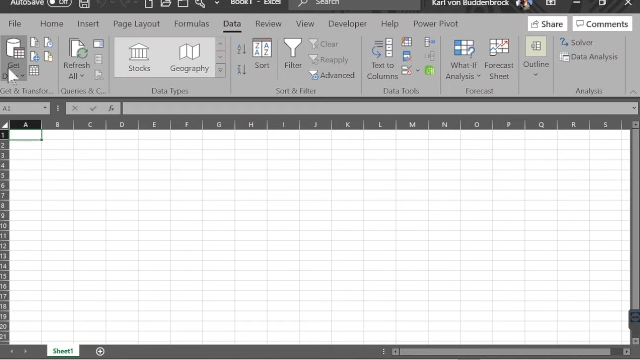 AutoSave Off Book1 - Excel Search Karl von Buddenbrock
File Home Insert Page Layout Formulas Data Review View Developer Help Power Pivot Share Comments
Get
Refresh
All
Stocks
Geography
Sort
Filter
Clear
Reapply
Advanced
Text to
Columns
What-If
Analysis
Forecast
Sheet
Outline
Solver
Data Analysis
Get & Transfor... Queries & C... Data Types Sort & Filter Data Tools Forecast Analysis
A1 fx
A B C D E F G H I J K L M N O P Q R S
1
2
3
4
5
6
7
8
9
10
11
12
13
14
15
16
17
18
19
20
21
Sheet1